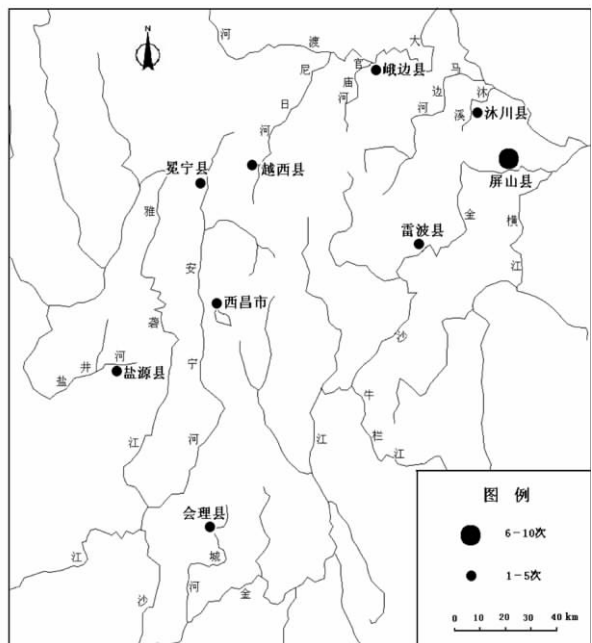 N
河 渡 大
尼 官 峨边县 马
日 庙 边 沐
河 河 溪 沐川县
河
冕宁县 越西县
屏山县
雅 金 横
雷波县
安 江
西昌市
砻 沙
河 宁
盐 井 盐源县 牛
江 河 江 栏
江
会理县
江 城
沙 河 金
图 例
6-10次
1-5次
0 10 20 30 40 km